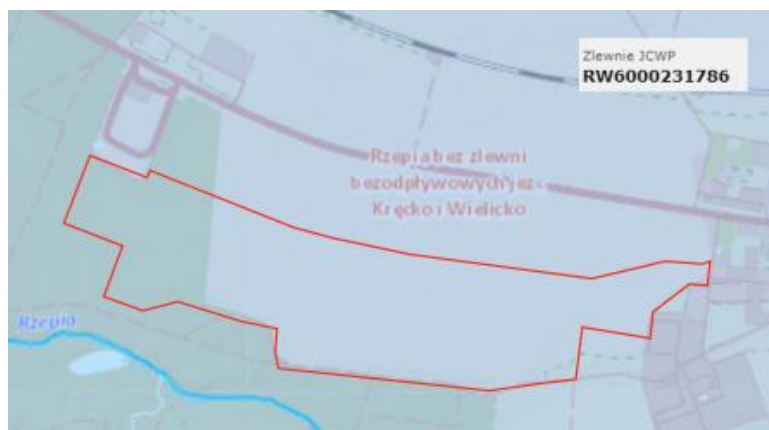 Zlewnie JCWP
RW6000231786
Rzepia bez zlewni
bezodpływowych jez.
Kręcko i Wielicko
Rzepia